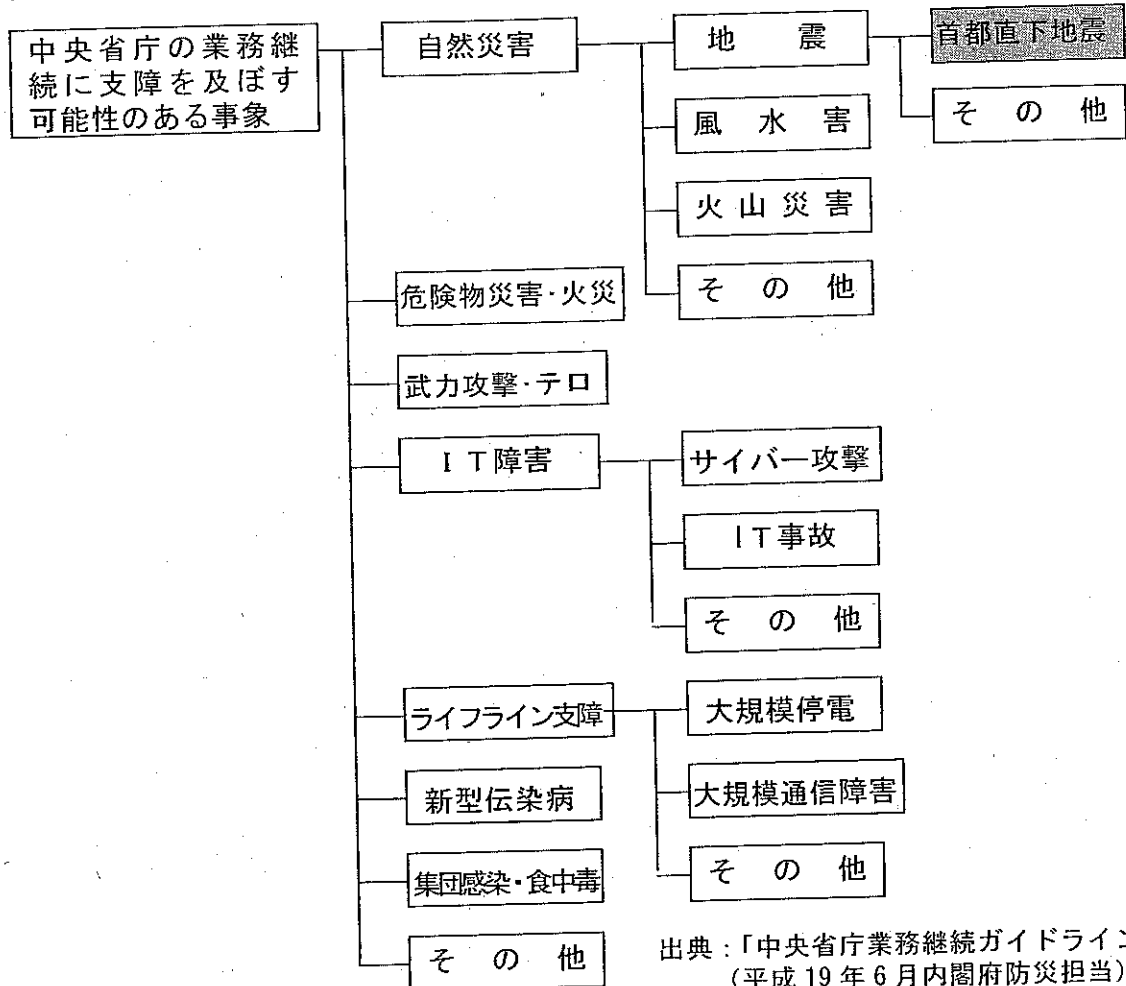 中央省庁の業務継
続に支障を及ぼす
可能性のある事象
自然災害
地震
首都直下地震
その他
風水害
火山災害
その他
危険物災害・火災
武力攻撃・テロ
IT障害
サイバー攻撃
IT事故
その他
ライフライン支障
大規模停電
大規模通信障害
その他
新型伝染病
集団感染・食中毒
その他
出典：「中央省庁業務継続ガイドライン
(平成19年6月内閣府防災担当)